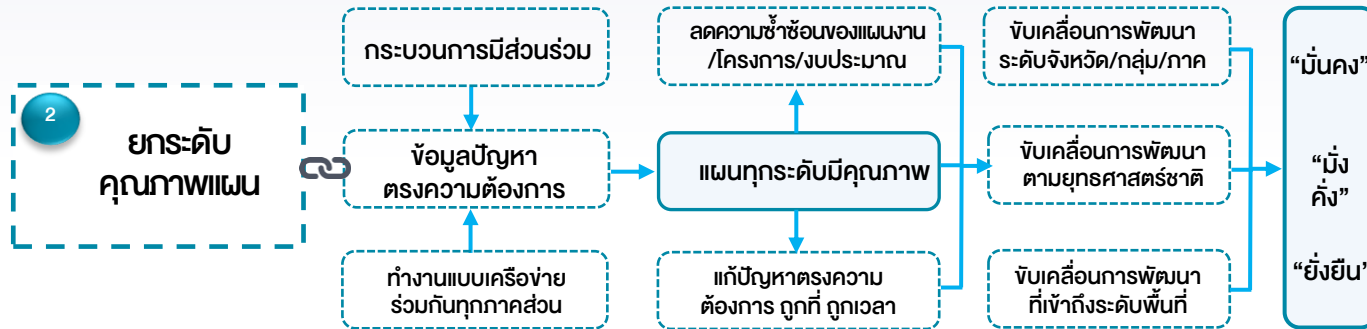 2
ยกระดับ
คุณภาพแผน
กระบวนการมีส่วนร่วม
ข้อมูลปัญหา
ตรงความต้องการ
ทำงานแบบเครือข่าย
ร่วมกันทุกภาคส่วน
ลดความซ้ำซ้อนของแผนงาน
/โครงการ/งบประมาณ
แผนทุกระดับมีคุณภาพ
แก้ปัญหาตรงความ
ต้องการ ถูกที่ ถูกเวลา
ขับเคลื่อนการพัฒนา
ระดับจังหวัด/กลุ่ม/ภาค
ขับเคลื่อนการพัฒนา
ตามยุทธศาสตร์ชาติ
ขับเคลื่อนการพัฒนา
ที่เข้าถึงระดับพื้นที่
“มั่นคง”
“มั่ง
คั่ง”
“ยั่งยืน”